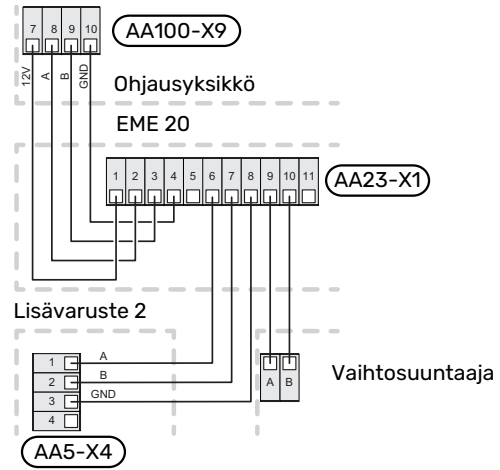 7 8 9 10
AA100-X9
12V A B GND
Ohjausyksikkö
EME 20
1 2 3 4 5 6 7 8 9 10 11
AA23-X1
Lisävaruste 2
1 A
2 B
3 GND
4
A B
Vaihtosuuntaaja
AA5-X4